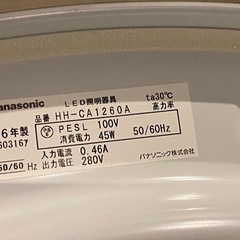 anasonic LED照明器具 ta30℃
品番 HH-CA1260A 高力率
6年製 PESL 100V
603167 消費電力 45W 50/60Hz
入力電流 0.46A
50/60 Hz 出力電圧 280V
パナソニック株式会社